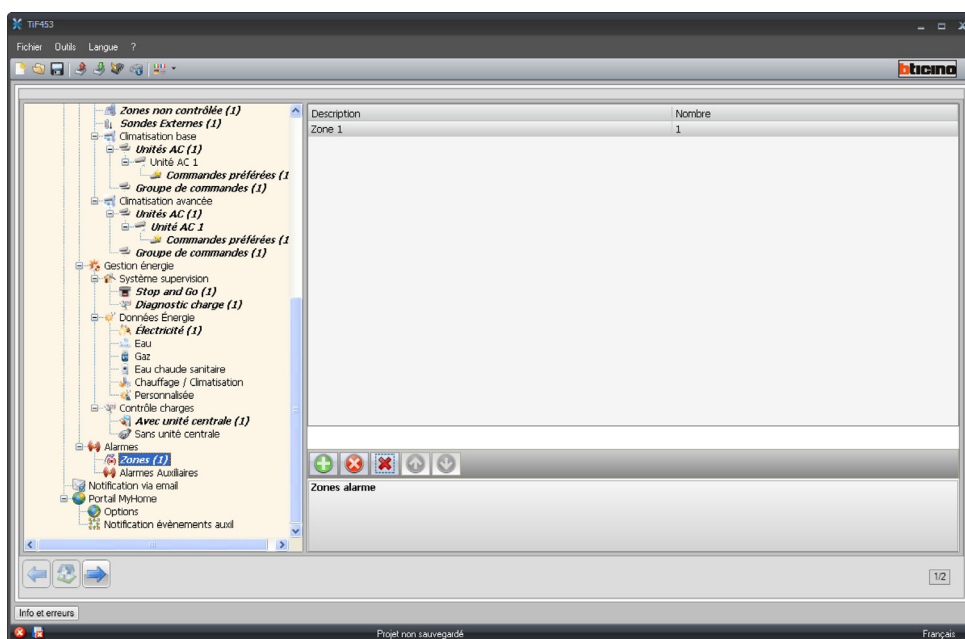 TiF453
Fichier Outils Langue ?
bticino
Zones non contrôlée (1)
Sondes Externes (1)
Climatisation base
Unités AC (1)
Unité AC 1
Commandes préférées (1
Groupe de commandes (1)
Climatisation avancée
Unités AC (1)
Unité AC 1
Commandes préférées (1
Groupe de commandes (1)
Gestion énergie
Système supervision
Stop and Go (1)
Diagnostic charge (1)
Données Énergie
Électricité (1)
Eau
Gaz
Eau chaude sanitaire
Chauffage / Climatisation
Personnalisée
Contrôle charges
Avec unité centrale (1)
Sans unité centrale
Alarmes
Zones (1)
Alarmes Auxiliaires
Notification via email
Portail MyHome
Options
Notification évènements auxil
Description Nombre
Zone 1 1
Zones alarme
1/2
Info et erreurs
Projet non sauvegardé
Français